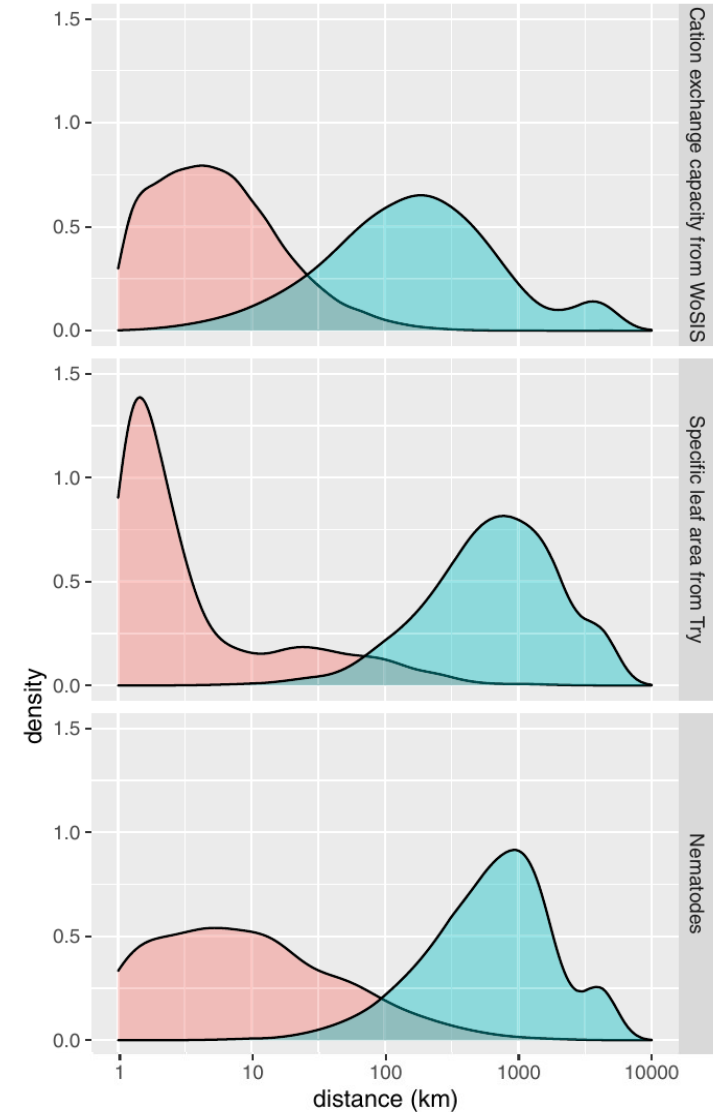 1.5
1.0
0.5
0.0
Cation exchange capacity from WoSIS
1.5
1.0
0.5
0.0
Specific leaf area from Try
density
1.5
1.0
0.5
0.0
Nematodes
1 10 100 1000 10000
distance (km)